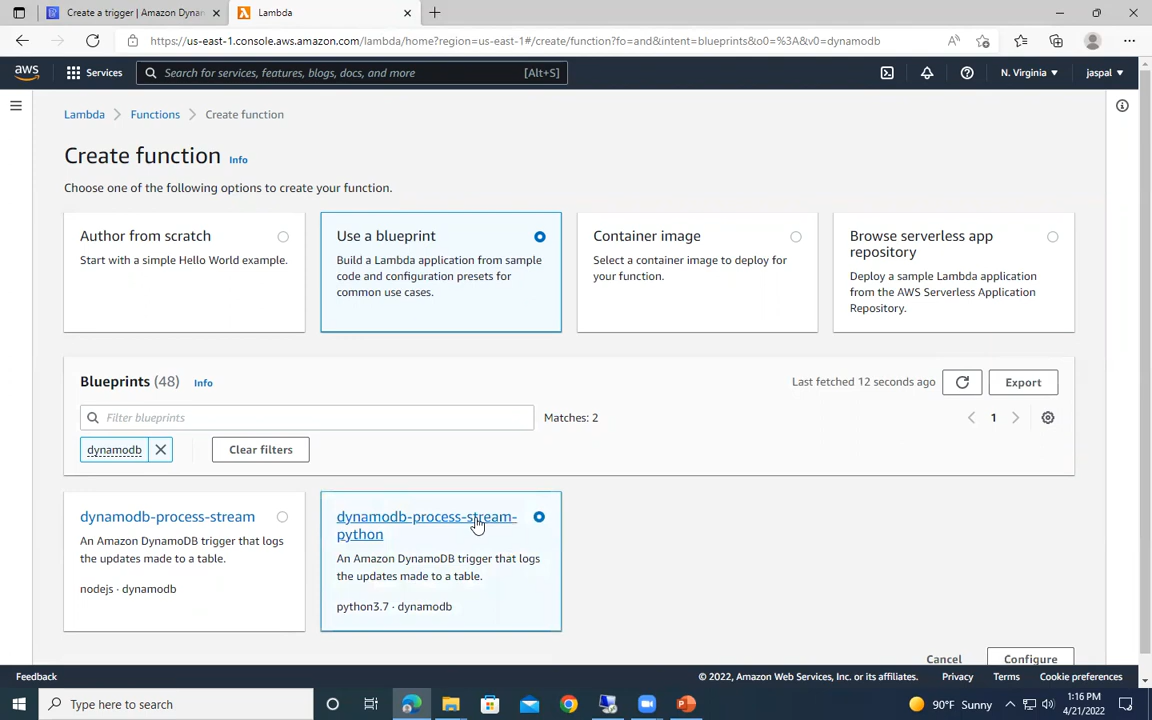 Create a trigger | Amazon Dynam
Lambda
https://us-east-1.console.aws.amazon.com/lambda/home?region=us-east-1#/create/function?fo=and&intent=blueprints&o0=%3A&v0=dynamodb
aws
Services
Search for services, features, blogs, docs, and more
[Alt+S]
N. Virginia
jaspal
Lambda
Functions
Create function
Create function
Info
Choose one of the following options to create your function.
Author from scratch
Start with a simple Hello World example.
Use a blueprint
Build a Lambda application from sample
code and configuration presets for
common use cases.
Container image
Select a container image to deploy for
your function.
Browse serverless app
repository
Deploy a sample Lambda application
from the AWS Serverless Application
Repository.
Blueprints (48)
Info
Last fetched 12 seconds ago
Export
Filter blueprints
Matches: 2
1
dynamodb
Clear filters
dynamodb-process-stream
An Amazon DynamoDB trigger that logs
the updates made to a table.
nodejs · dynamodb
dynamodb-process-stream-
python
An Amazon DynamoDB trigger that logs
the updates made to a table.
python3.7 · dynamodb
Cancel
Configure
Feedback
© 2022, Amazon Web Services, Inc. or its affiliates.
Privacy
Terms
Cookie preferences
Type here to search
90°F Sunny
1:16 PM
4/21/2022